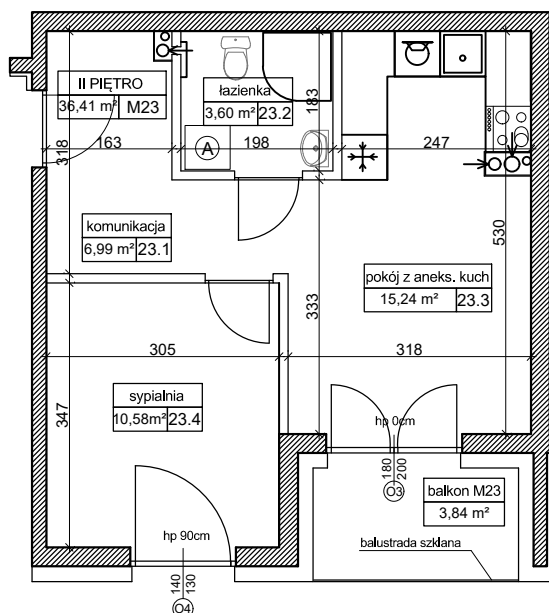 II PIĘTRO
36,41 m² M23
łazienka
3,60 m² 23.2
183
163
198
247
318
A
komunikacja
6,99 m² 23.1
530
pokój z aneks. kuch
15,24 m² 23.3
333
305
318
sypialnia
10,58m² 23.4
347
hp 0cm
180
200
O3
balkon M23
3,84 m²
hp 90cm
balustrada szklana
140
130
O4